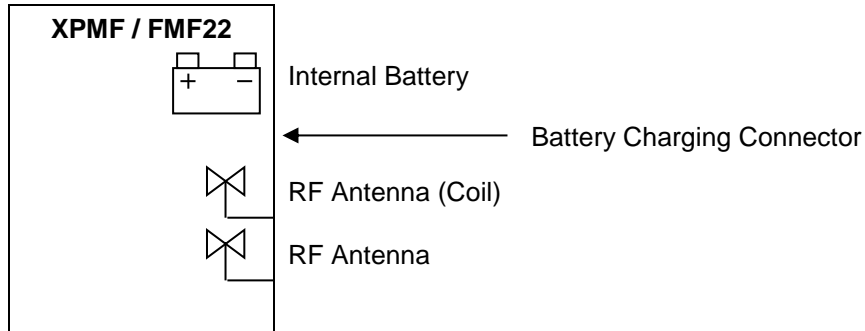 XPMF / FMF22
+ −
Internal Battery
Battery Charging Connector
RF Antenna (Coil)
RF Antenna